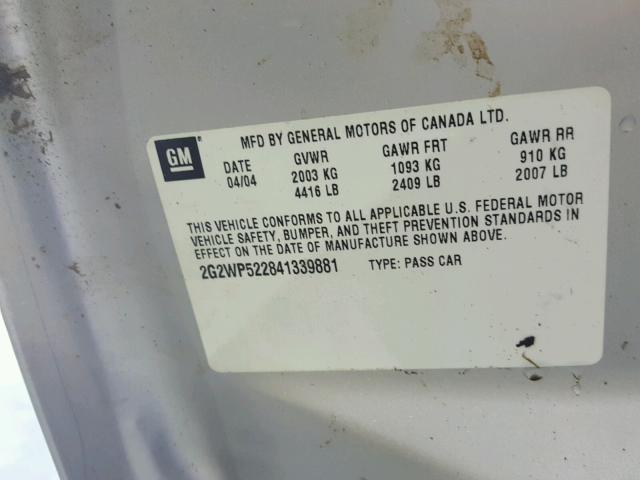 MFD BY GENERAL MOTORS OF CANADA LTD.
GM
DATE GVWR GAWR FRT GAWR RR
04/04 2003 KG 1093 KG 910 KG
4416 LB 2409 LB 2007 LB
THIS VEHICLE CONFORMS TO ALL APPLICABLE U.S. FEDERAL MOTOR
VEHICLE SAFETY, BUMPER, AND THEFT PREVENTION STANDARDS IN
EFFECT ON THE DATE OF MANUFACTURE SHOWN ABOVE.
2G2WP522841339881 TYPE: PASS CAR